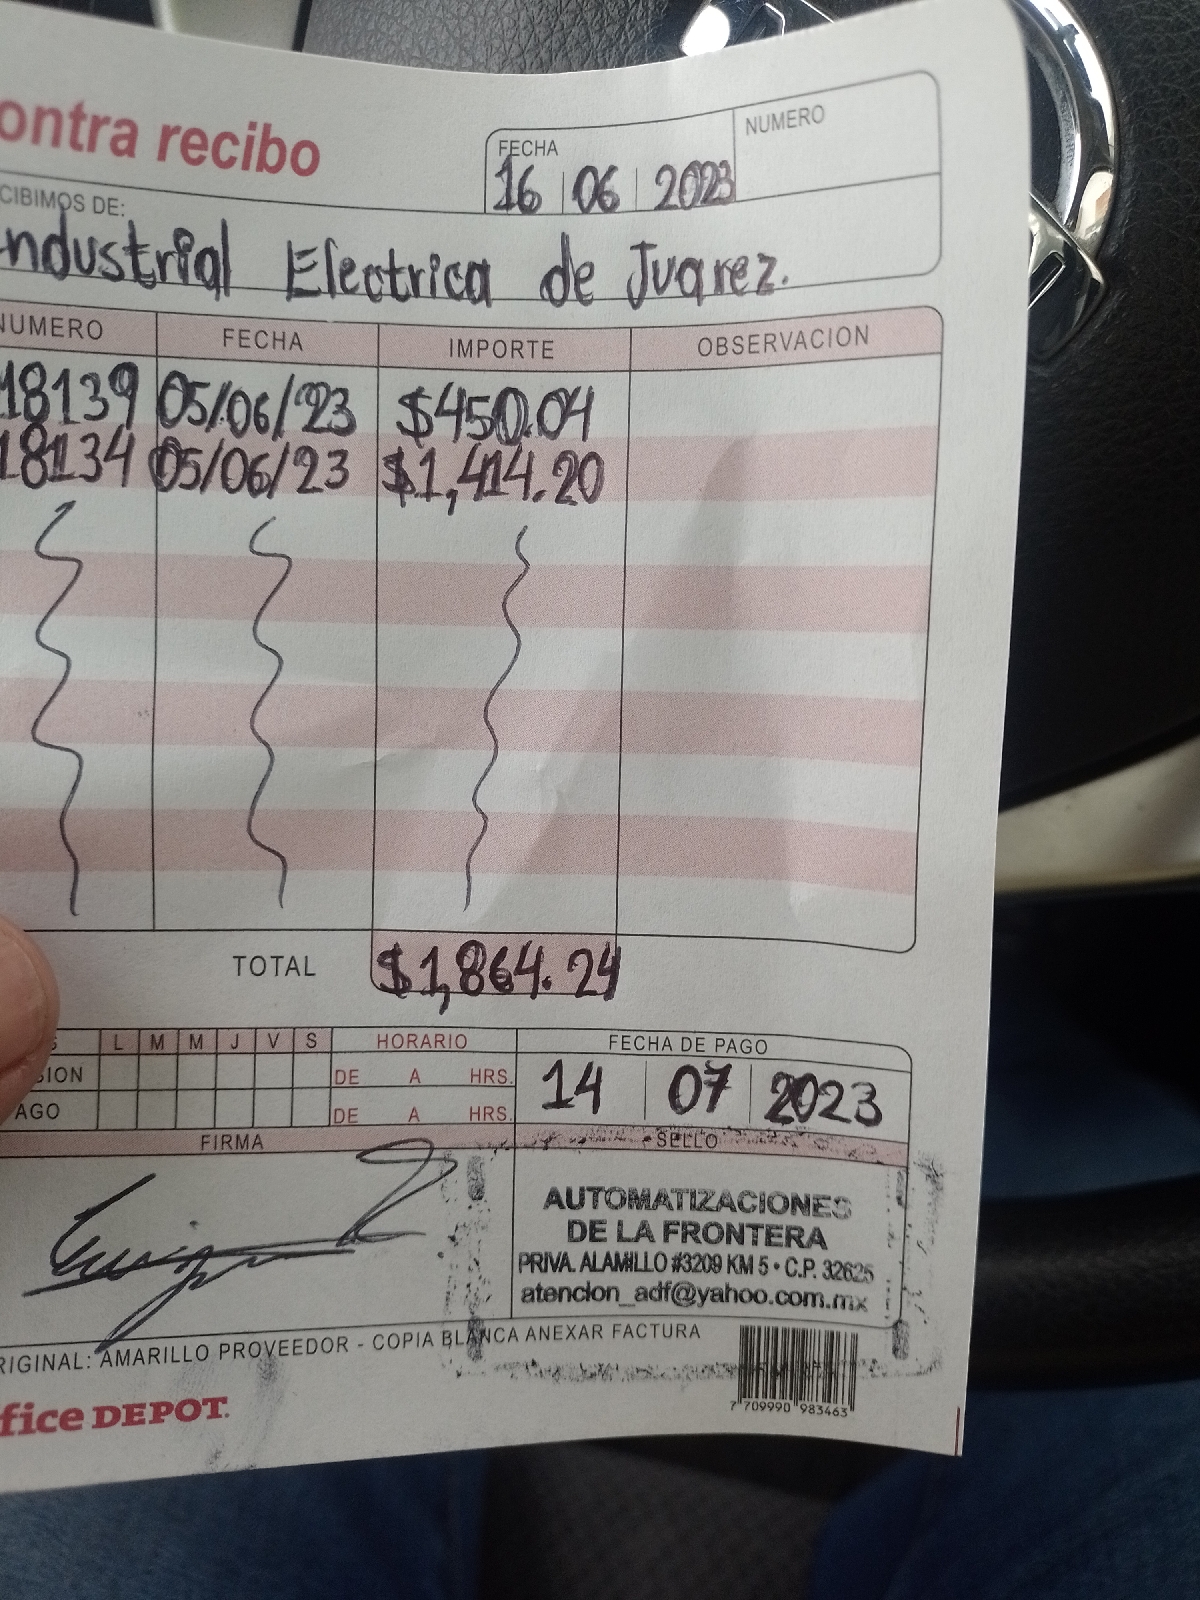 ontra recibo
FECHA
NUMERO
16 06 2023
CIBIMOS DE:
Industrial Electrica de Juarez.
NUMERO FECHA IMPORTE OBSERVACION
18139 05/06/23 $450.04
18134 05/06/23 $1,414.20
TOTAL $1,864.24
S L M M J V S HORARIO FECHA DE PAGO
SION DE A HRS. 14 07 2023
AGO DE A HRS.
FIRMA SELLO
AUTOMATIZACIONES
DE LA FRONTERA
PRIVA. ALAMILLO #3209 KM 5 • C.P. 32625
atencion_adf@yahoo.com.mx
RIGINAL: AMARILLO PROVEEDOR - COPIA BLANCA ANEXAR FACTURA
fice DEPOT.
7 709990 983463